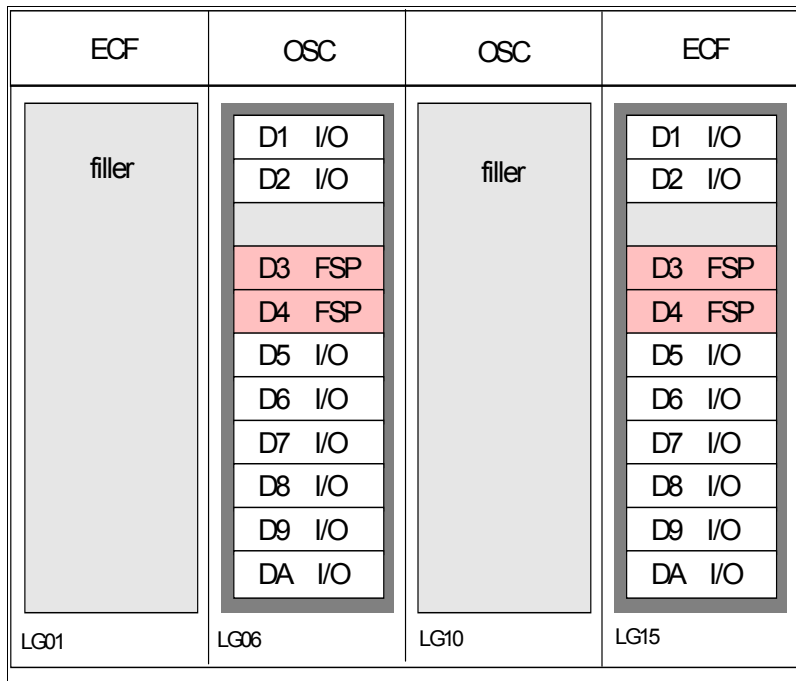 ECF OSC OSC ECF
filler
D1 I/O
D2 I/O
D3 FSP
D4 FSP
D5 I/O
D6 I/O
D7 I/O
D8 I/O
D9 I/O
DA I/O
filler
D1 I/O
D2 I/O
D3 FSP
D4 FSP
D5 I/O
D6 I/O
D7 I/O
D8 I/O
D9 I/O
DA I/O
LG01 LG06 LG10 LG15